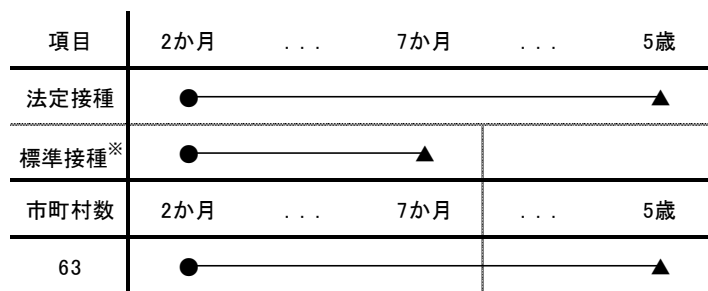 項目 2か月 ... 7か月 ... 5歳
法定接種
標準接種※
市町村数 2か月 ... 7か月 ... 5歳
63